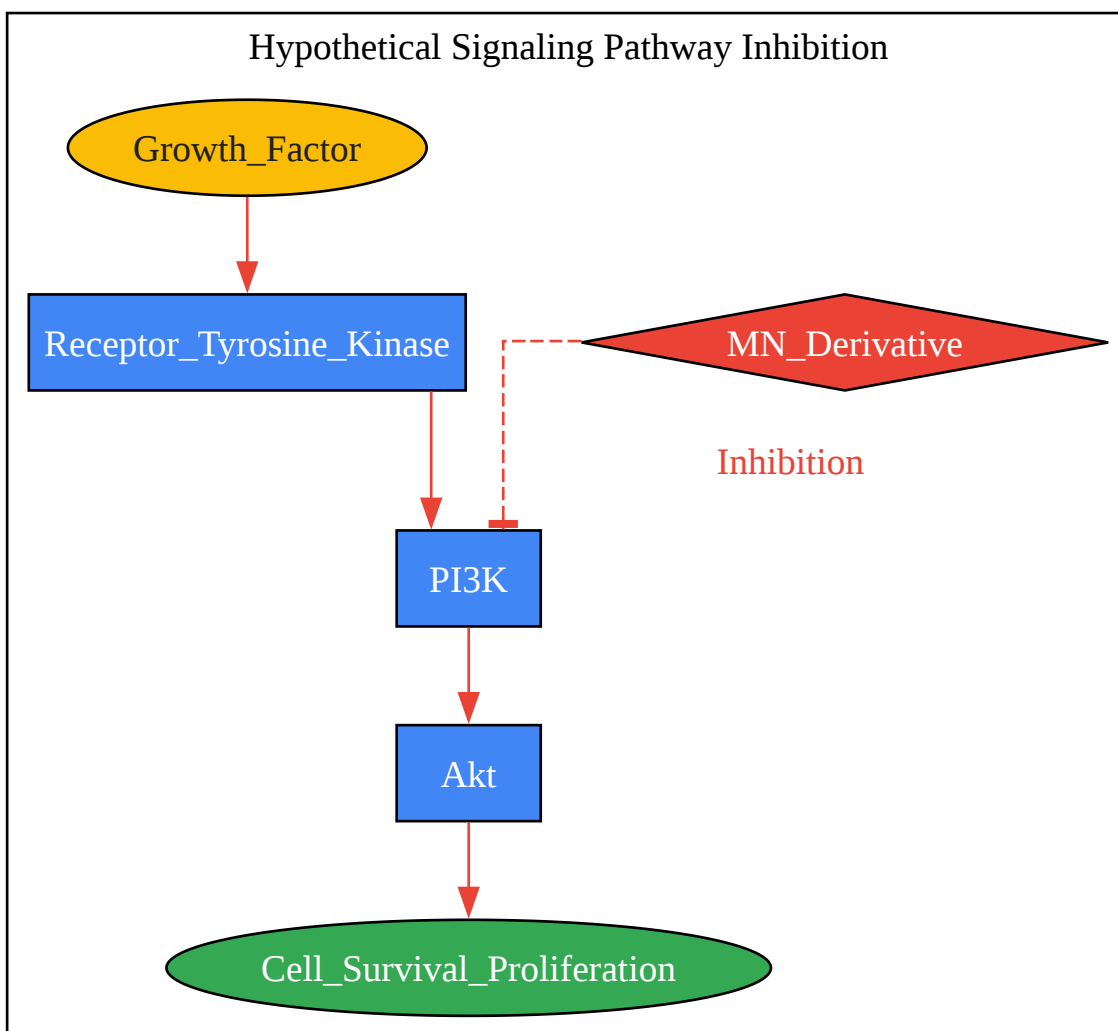 Hypothetical Signaling Pathway Inhibition
Growth_Factor
Receptor_Tyrosine_Kinase
MN_Derivative
Inhibition
PI3K
Akt
Cell_Survival_Proliferation